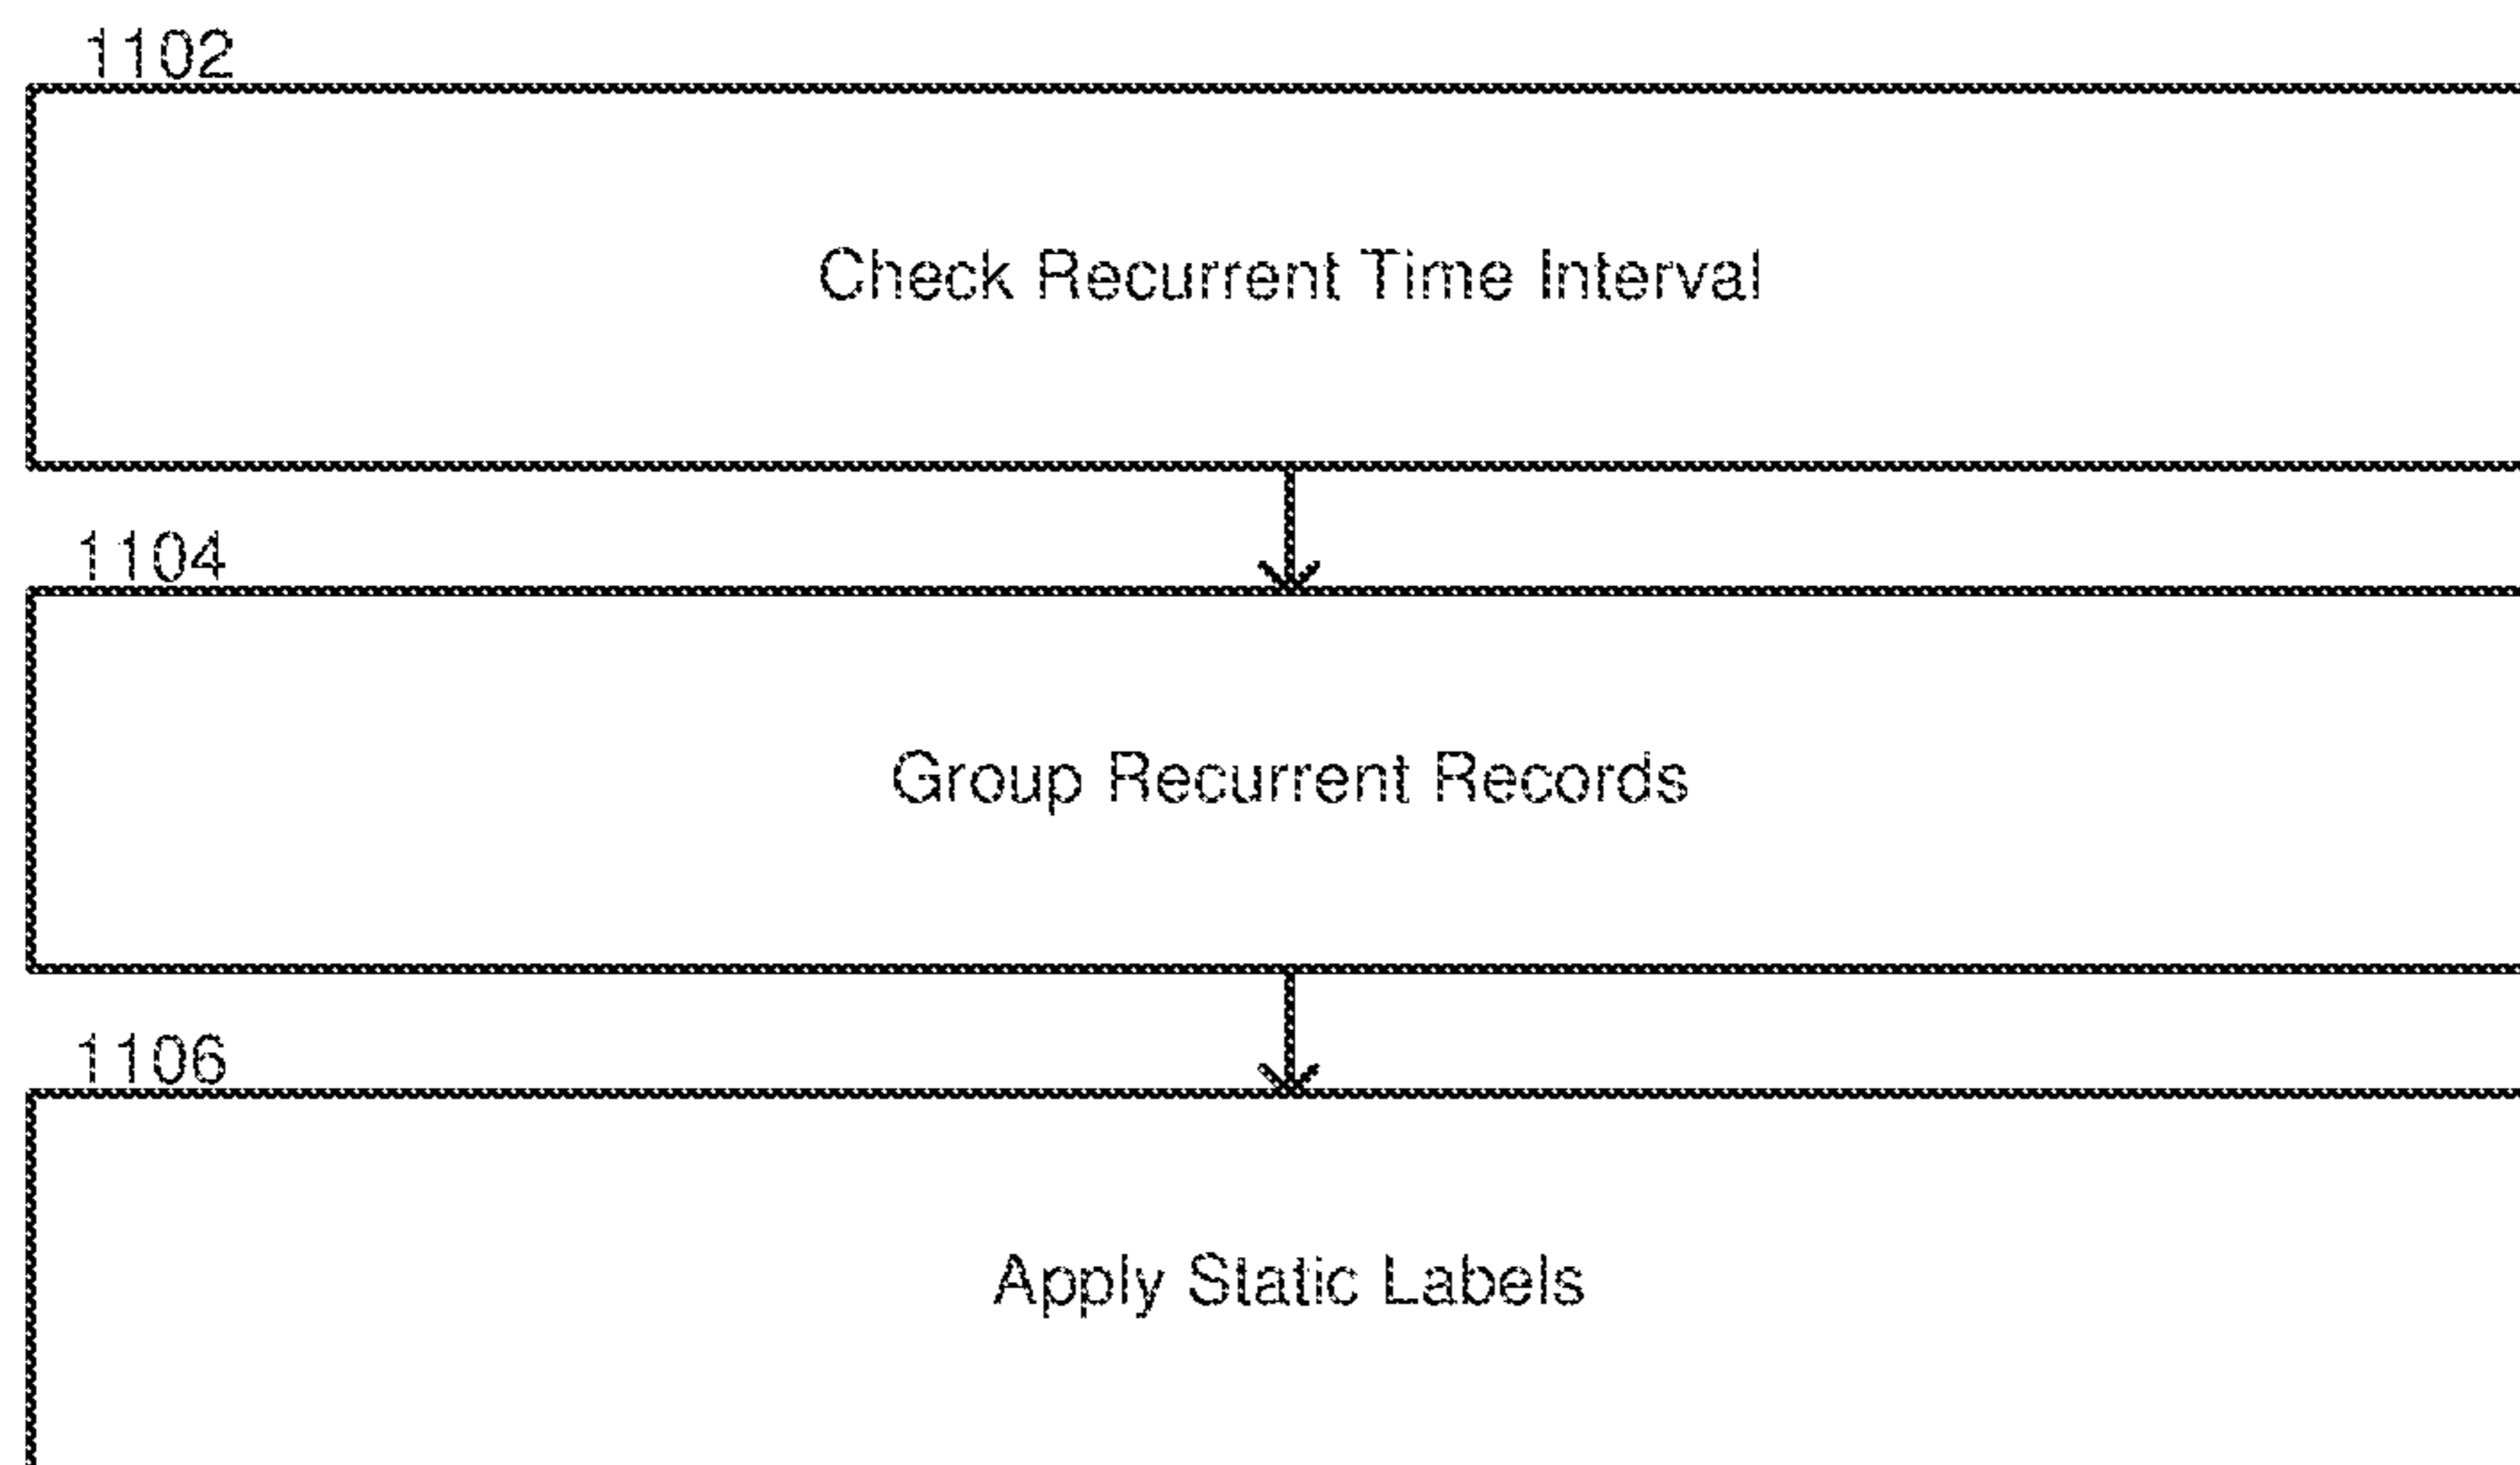 1102
Check Recurrent Time Interval
1104
Group Recurrent Records
1106
Apply Static Labels